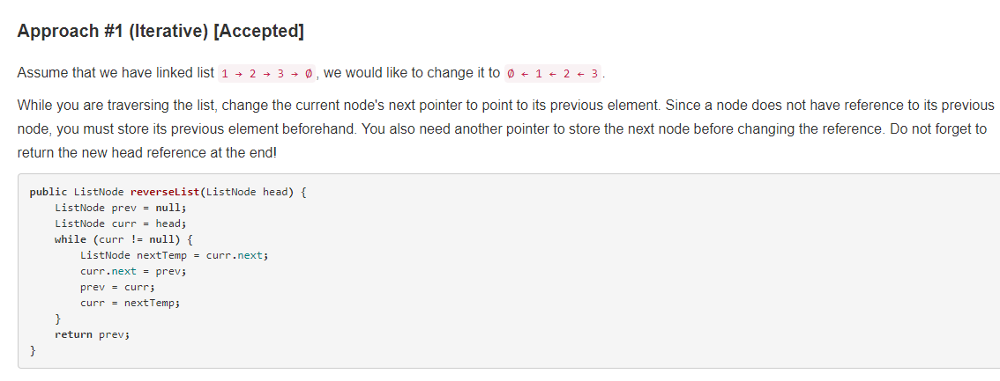 Approach #1 (Iterative) [Accepted]
Assume that we have linked list 1 → 2 → 3 → Ø, we would like to change it to Ø ← 1 ← 2 ← 3.
While you are traversing the list, change the current node's next pointer to point to its previous element. Since a node does not have reference to its previous
node, you must store its previous element beforehand. You also need another pointer to store the next node before changing the reference. Do not forget to
return the new head reference at the end!
public ListNode reverseList(ListNode head) {
    ListNode prev = null;
    ListNode curr = head;
    while (curr != null) {
        ListNode nextTemp = curr.next;
        curr.next = prev;
        prev = curr;
        curr = nextTemp;
    }
    return prev;
}